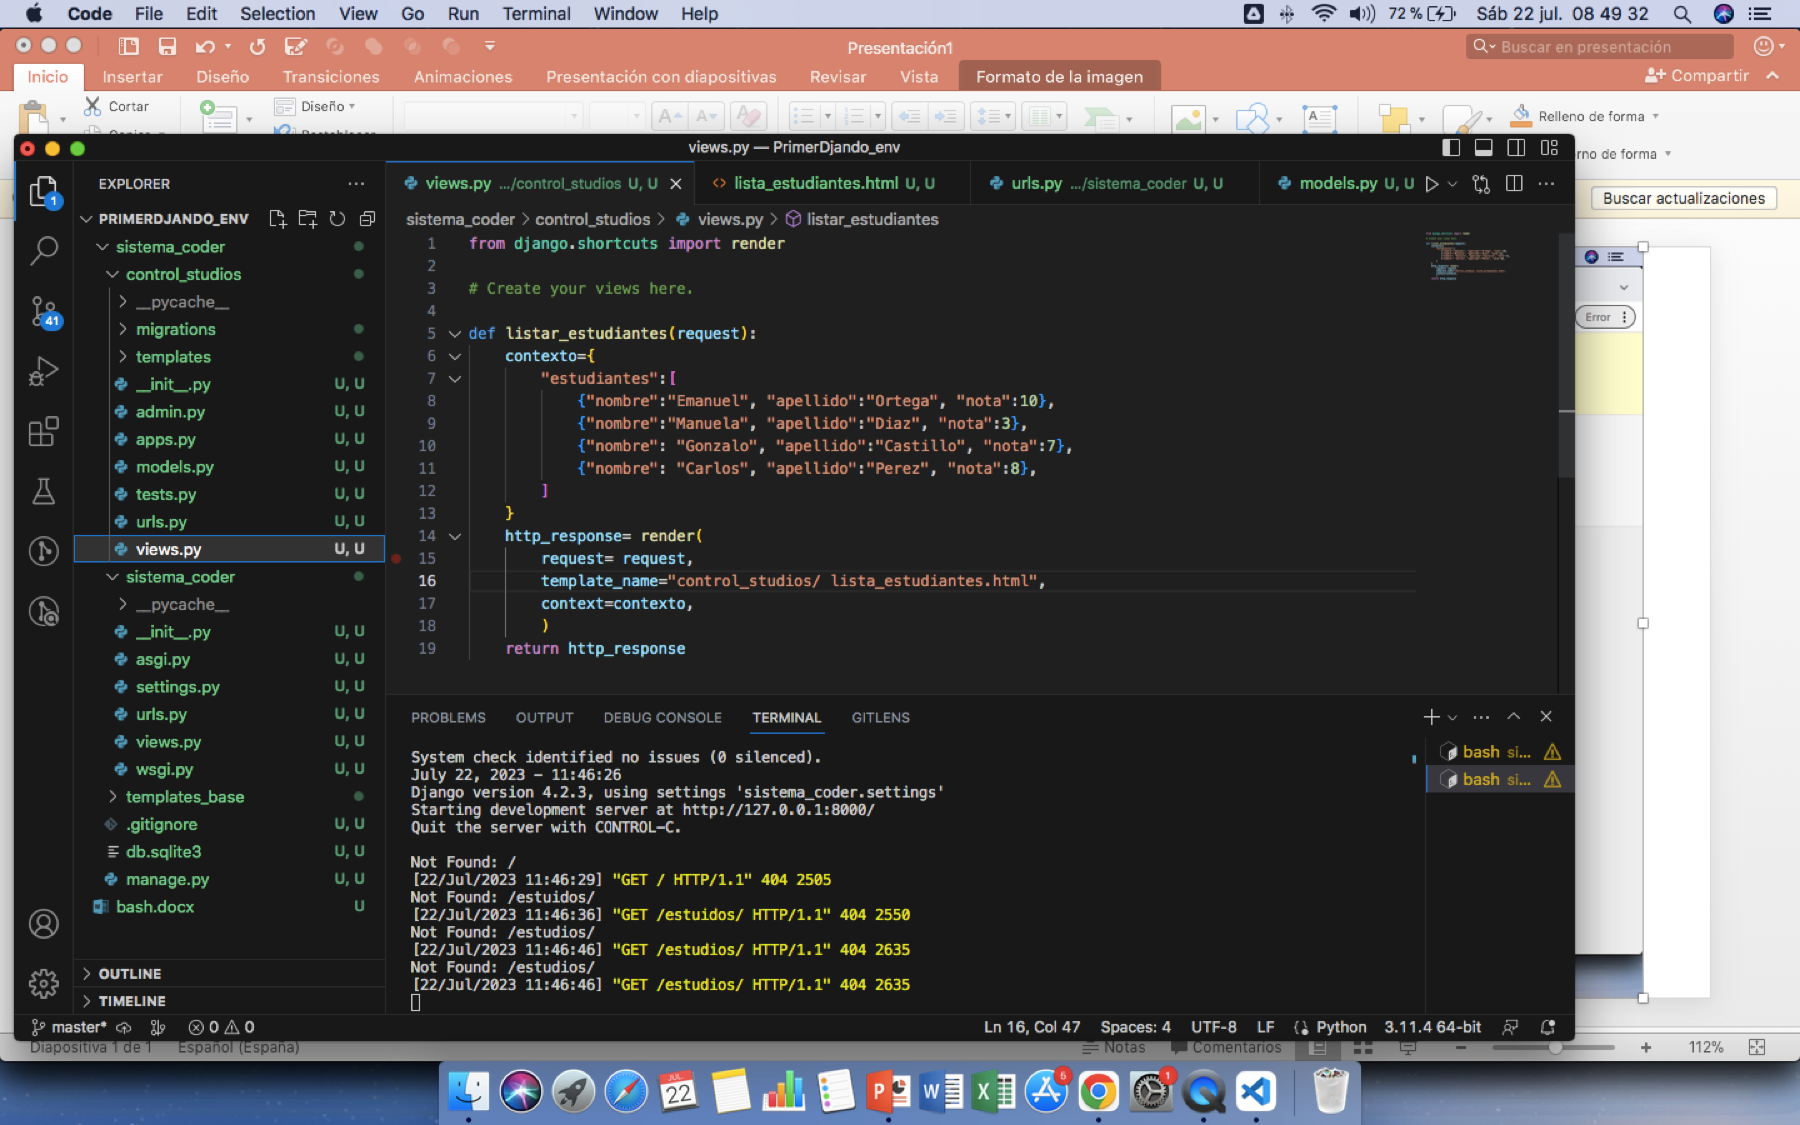 Code File Edit Selection View Go Run Terminal Window Help 72 % Sáb 22 jul. 08 49 32
Presentación1
Buscar en presentación
Inicio Insertar Diseño Transiciones Animaciones Presentación con diapositivas Revisar Vista Formato de la imagen Compartir
Cortar Diseño Relleno de forma
views.py — PrimerDjando_env
rno de forma
EXPLORER
views.py .../control_studios U, U
lista_estudiantes.html U, U
urls.py .../sistema_coder U, U
models.py U, U
Buscar actualizaciones
PRIMERDJANDO_ENV
sistema_coder > control_studios > views.py > listar_estudiantes
sistema_coder
control_studios
__pycache__
migrations
templates
__init__.py U, U
admin.py U, U
apps.py U, U
models.py U, U
tests.py U, U
urls.py U, U
views.py U, U
sistema_coder
__pycache__
__init__.py U, U
asgi.py U, U
settings.py U, U
urls.py U, U
views.py U, U
wsgi.py U, U
templates_base
.gitignore U, U
db.sqlite3 U, U
manage.py U, U
bash.docx U
OUTLINE
TIMELINE
1
41
1 from django.shortcuts import render
2
3 # Create your views here.
4
5 def listar_estudiantes(request):
6 contexto={
7 "estudiantes":[
8 {"nombre":"Emanuel", "apellido":"Ortega", "nota":10},
9 {"nombre":"Manuela", "apellido":"Diaz", "nota":3},
10 {"nombre": "Gonzalo", "apellido":"Castillo", "nota":7},
11 {"nombre": "Carlos", "apellido":"Perez", "nota":8},
12 ]
13 }
14 http_response= render(
15 request= request,
16 template_name="control_studios/ lista_estudiantes.html",
17 context=contexto,
18 )
19 return http_response
Error
PROBLEMS OUTPUT DEBUG CONSOLE TERMINAL GITLENS
System check identified no issues (0 silenced).
July 22, 2023 - 11:46:26
Django version 4.2.3, using settings 'sistema_coder.settings'
Starting development server at http://127.0.0.1:8000/
Quit the server with CONTROL-C.
Not Found: /
[22/Jul/2023 11:46:29] "GET / HTTP/1.1" 404 2505
Not Found: /estuidos/
[22/Jul/2023 11:46:36] "GET /estuidos/ HTTP/1.1" 404 2550
Not Found: /estudios/
[22/Jul/2023 11:46:46] "GET /estudios/ HTTP/1.1" 404 2635
Not Found: /estudios/
[22/Jul/2023 11:46:46] "GET /estudios/ HTTP/1.1" 404 2635
bash si...
bash si...
master* 0 0 Ln 16, Col 47 Spaces: 4 UTF-8 LF Python 3.11.4 64-bit
Diapositiva 1 de 1 Español (España) Notas Comentarios 112%
JUL. 22
5
1